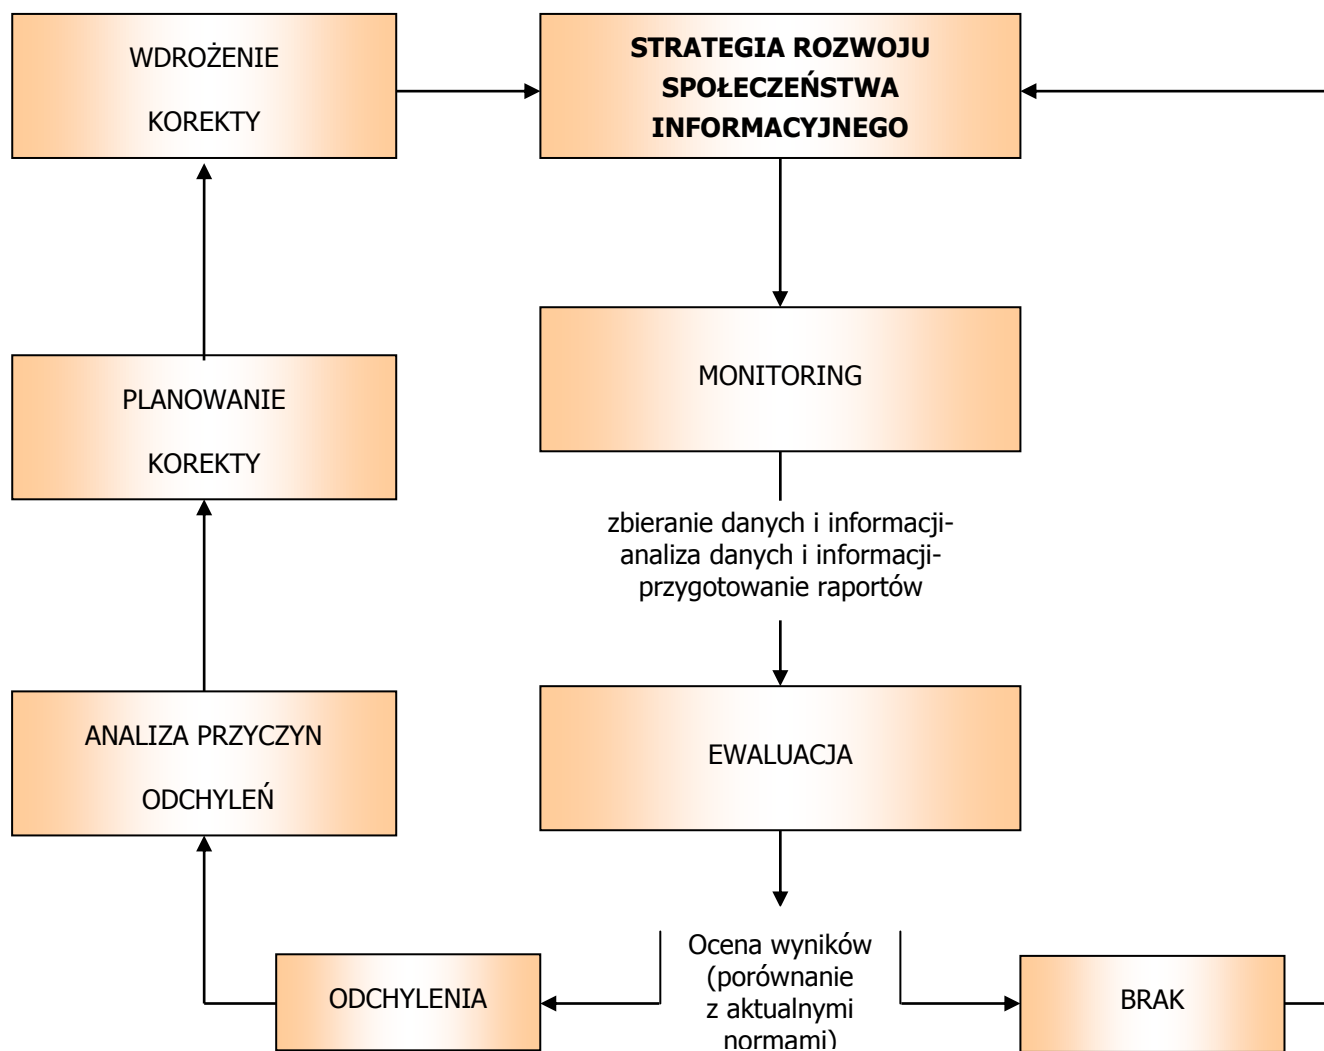 WDROŻENIE
KOREKTY
STRATEGIA ROZWOJU
SPOŁECZEŃSTWA
INFORMACYJNEGO
PLANOWANIE
KOREKTY
MONITORING
zbieranie danych i informacji-
analiza danych i informacji-
przygotowanie raportów
ANALIZA PRZYCZYN
ODCHYLEŃ
EWALUACJA
ODCHYLENIA
Ocena wyników
(porównanie
z aktualnymi
normami)
BRAK